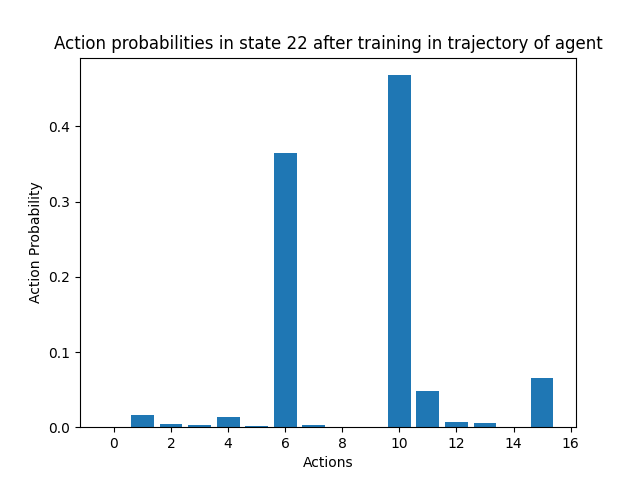 Action probabilities in state 22 after training in trajectory of agent
Action Probability
0.4
0.3
0.2
0.1
0.0
0 2 4 6 8 10 12 14 16
Actions